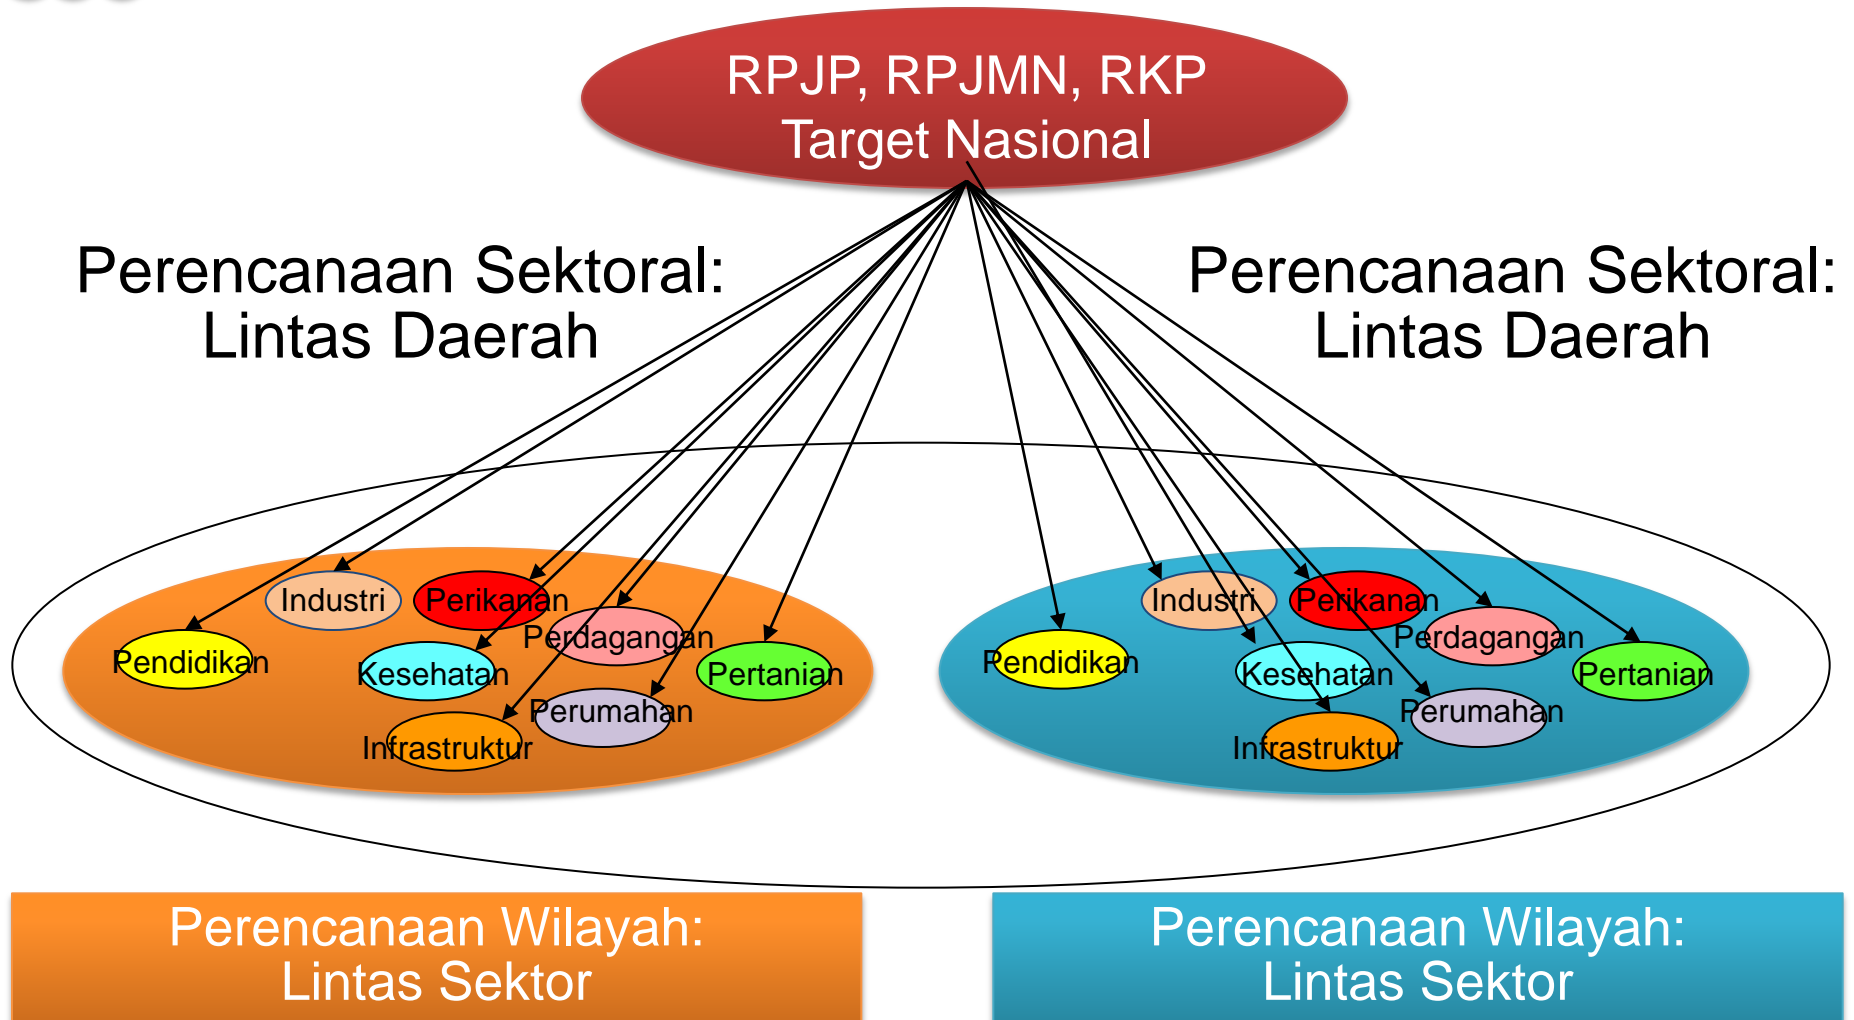 RPJP, RPJMN, RKP
Target Nasional
Perencanaan Sektoral:
Lintas Daerah
Perencanaan Sektoral:
Lintas Daerah
Industri
Perikanan
Perdagangan
Pendidikan
Kesehatan
Pertanian
Perumahan
Infrastruktur
Industri
Perikanan
Perdagangan
Pendidikan
Kesehatan
Pertanian
Perumahan
Infrastruktur
Perencanaan Wilayah:
Lintas Sektor
Perencanaan Wilayah:
Lintas Sektor